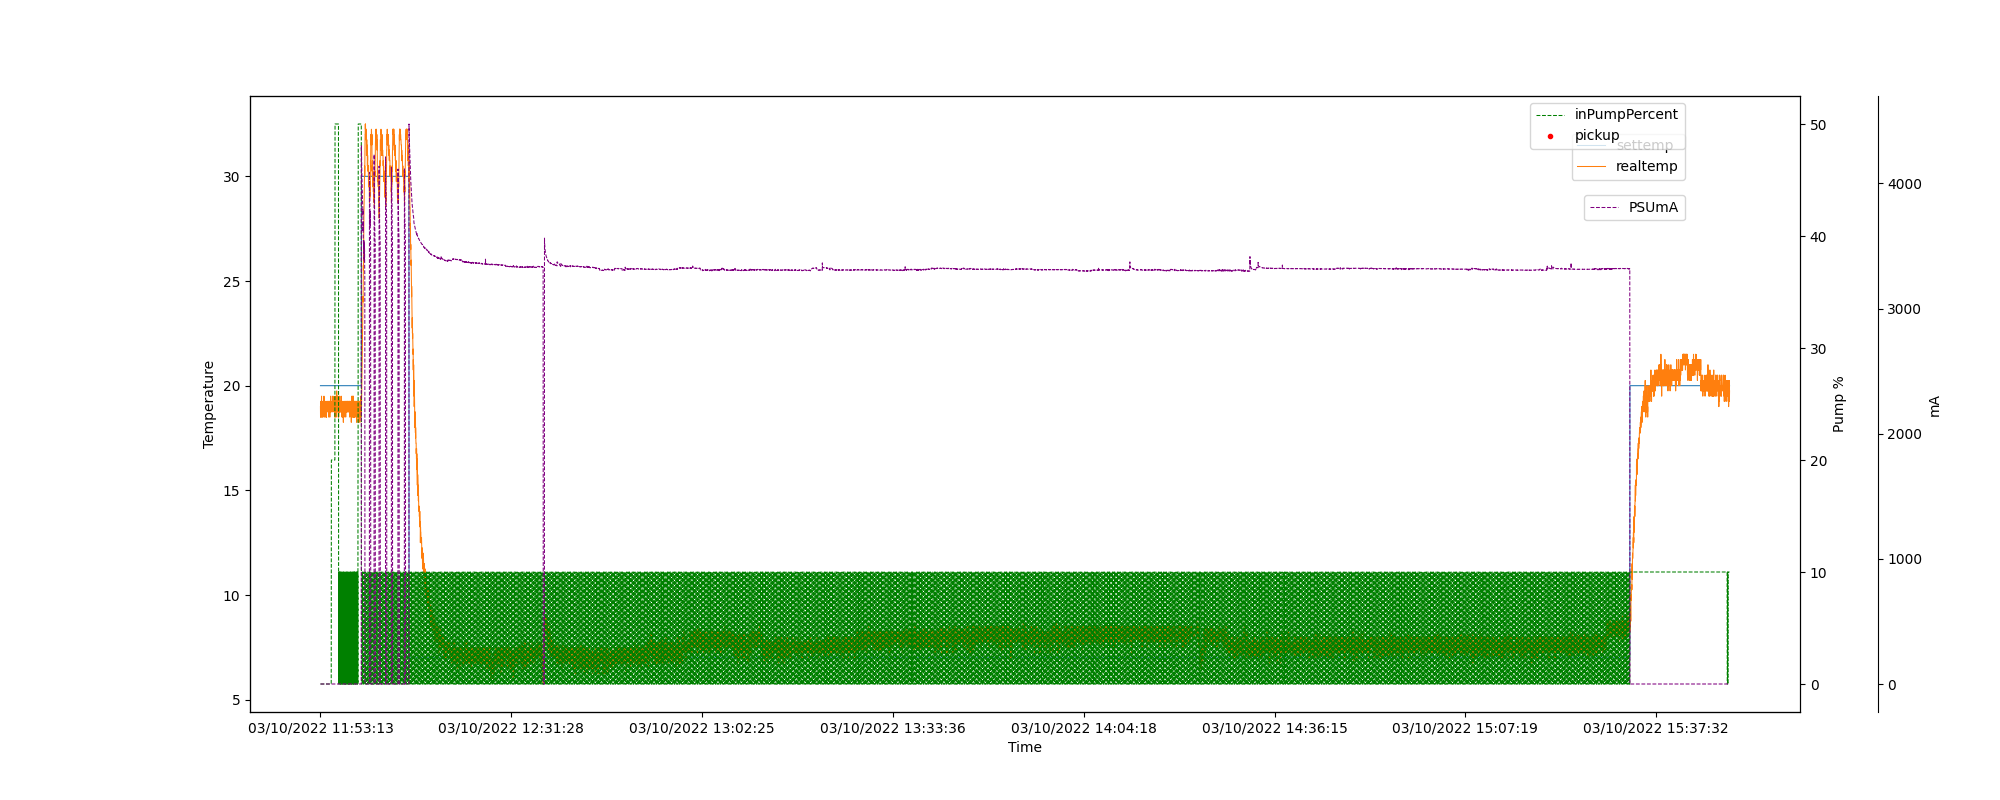 inPumpPercent
pickup
settemp
realtemp
PSUmA
Temperature
30
25
20
15
10
5
Pump %
50
40
30
20
10
0
mA
4000
3000
2000
1000
0
03/10/2022 11:53:13
03/10/2022 12:31:28
03/10/2022 13:02:25
03/10/2022 13:33:36
03/10/2022 14:04:18
03/10/2022 14:36:15
03/10/2022 15:07:19
03/10/2022 15:37:32
Time